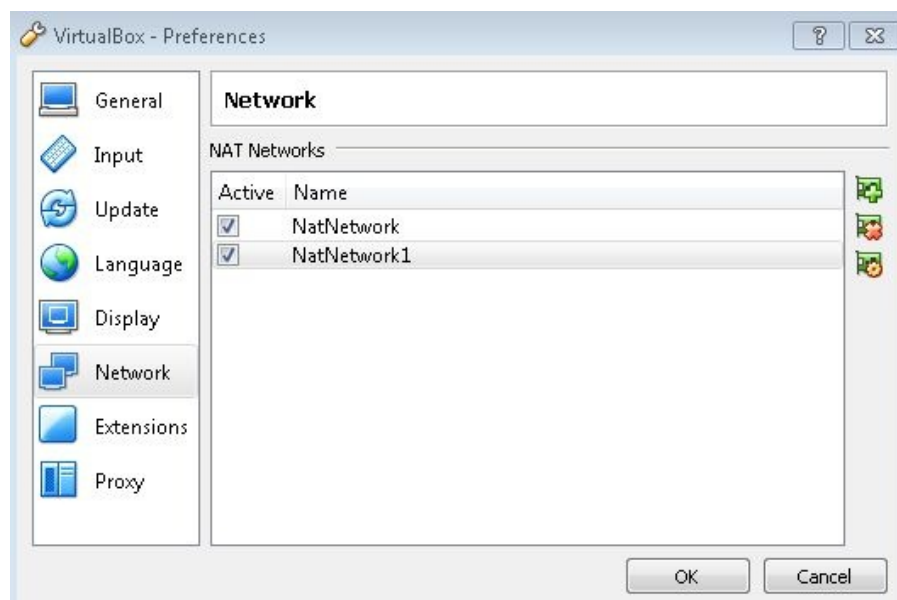 VirtualBox - Preferences
General
Input
Update
Language
Display
Network
Extensions
Proxy
Network
NAT Networks
Active Name
NatNetwork
NatNetwork1
OK Cancel